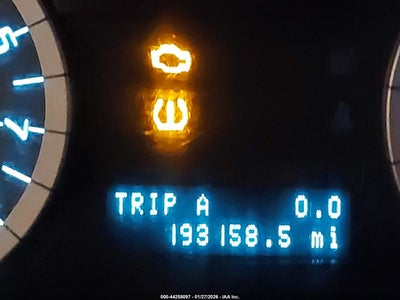 TRIP A 0.0
193158.5 mi
000-44258097 - 01/27/2026 - IAA Inc.